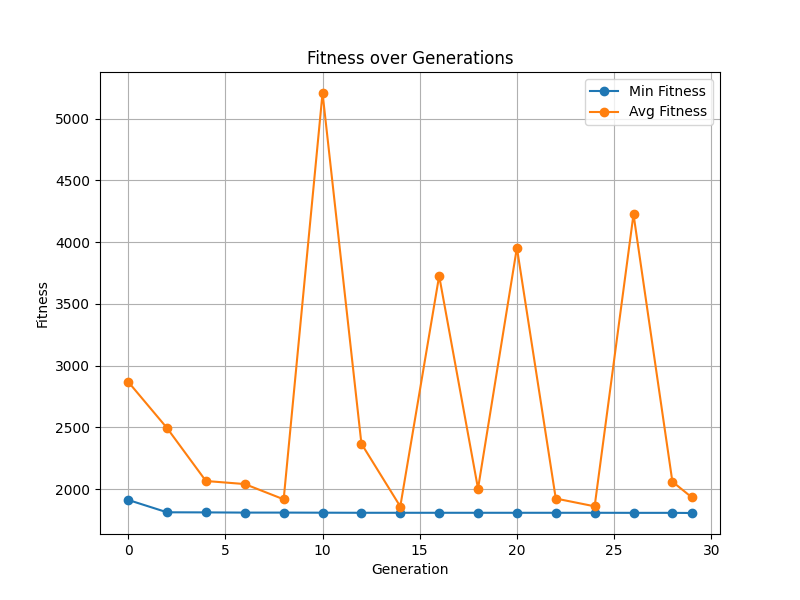 Fitness over Generations
Min Fitness
Avg Fitness
Fitness
5000
4500
4000
3500
3000
2500
2000
0 5 10 15 20 25 30
Generation